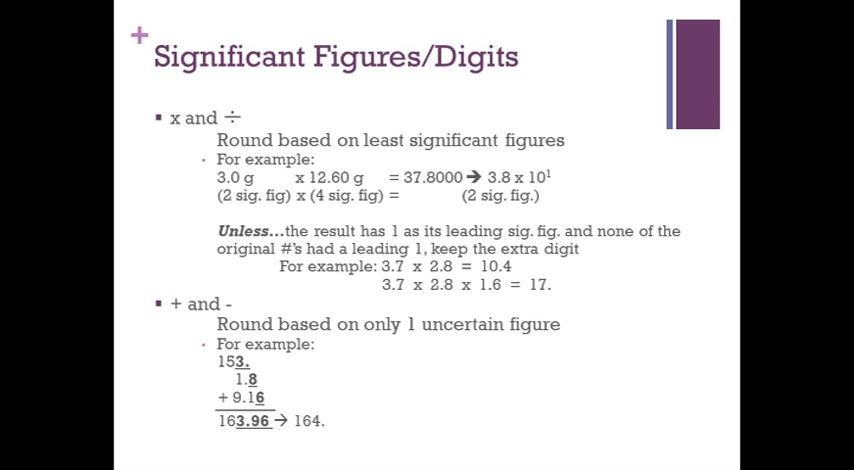 +
Significant Figures/Digits
▪ x and ÷
Round based on least significant figures
• For example:
3.0 g x 12.60 g = 37.8000 ➔ 3.8 x 10¹
(2 sig. fig) x (4 sig. fig) = (2 sig. fig.)
Unless...the result has 1 as its leading sig. fig. and none of the
original #'s had a leading 1, keep the extra digit
For example: 3.7 x 2.8 = 10.4
3.7 x 2.8 x 1.6 = 17.
▪ + and -
Round based on only 1 uncertain figure
• For example:
153.
1.8
+ 9.16
163.96 → 164.